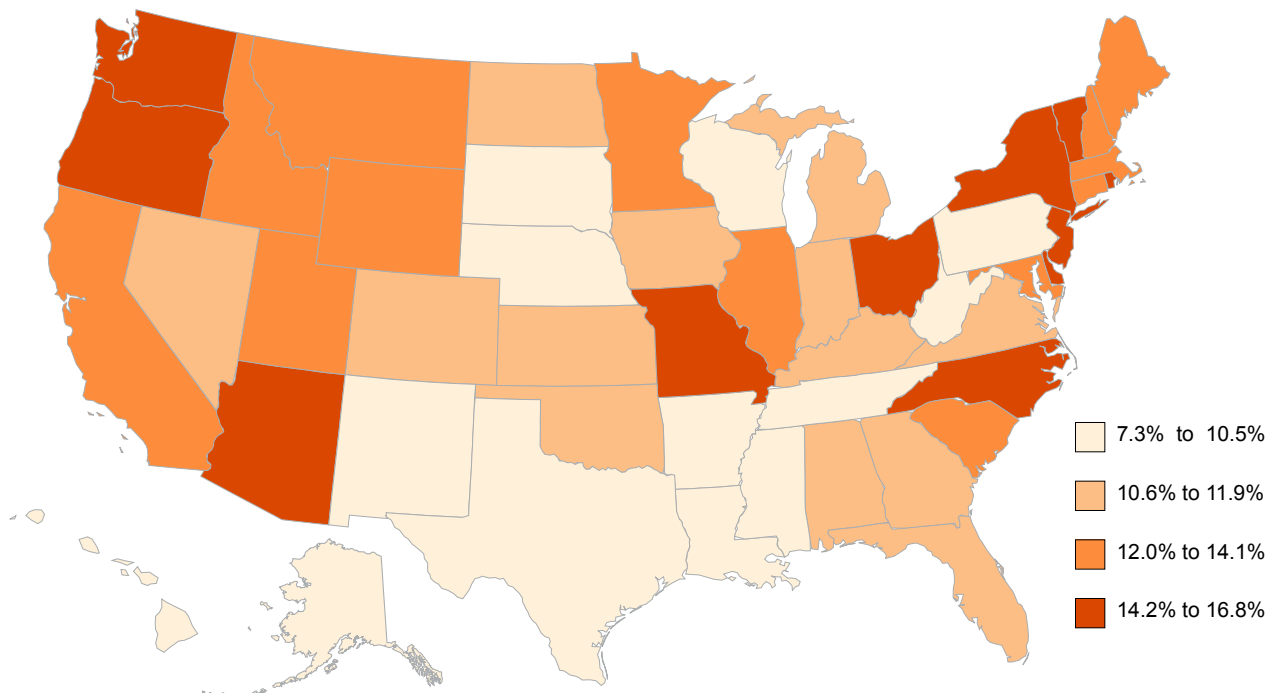 7.3% to 10.5%
10.6% to 11.9%
12.0% to 14.1%
14.2% to 16.8%